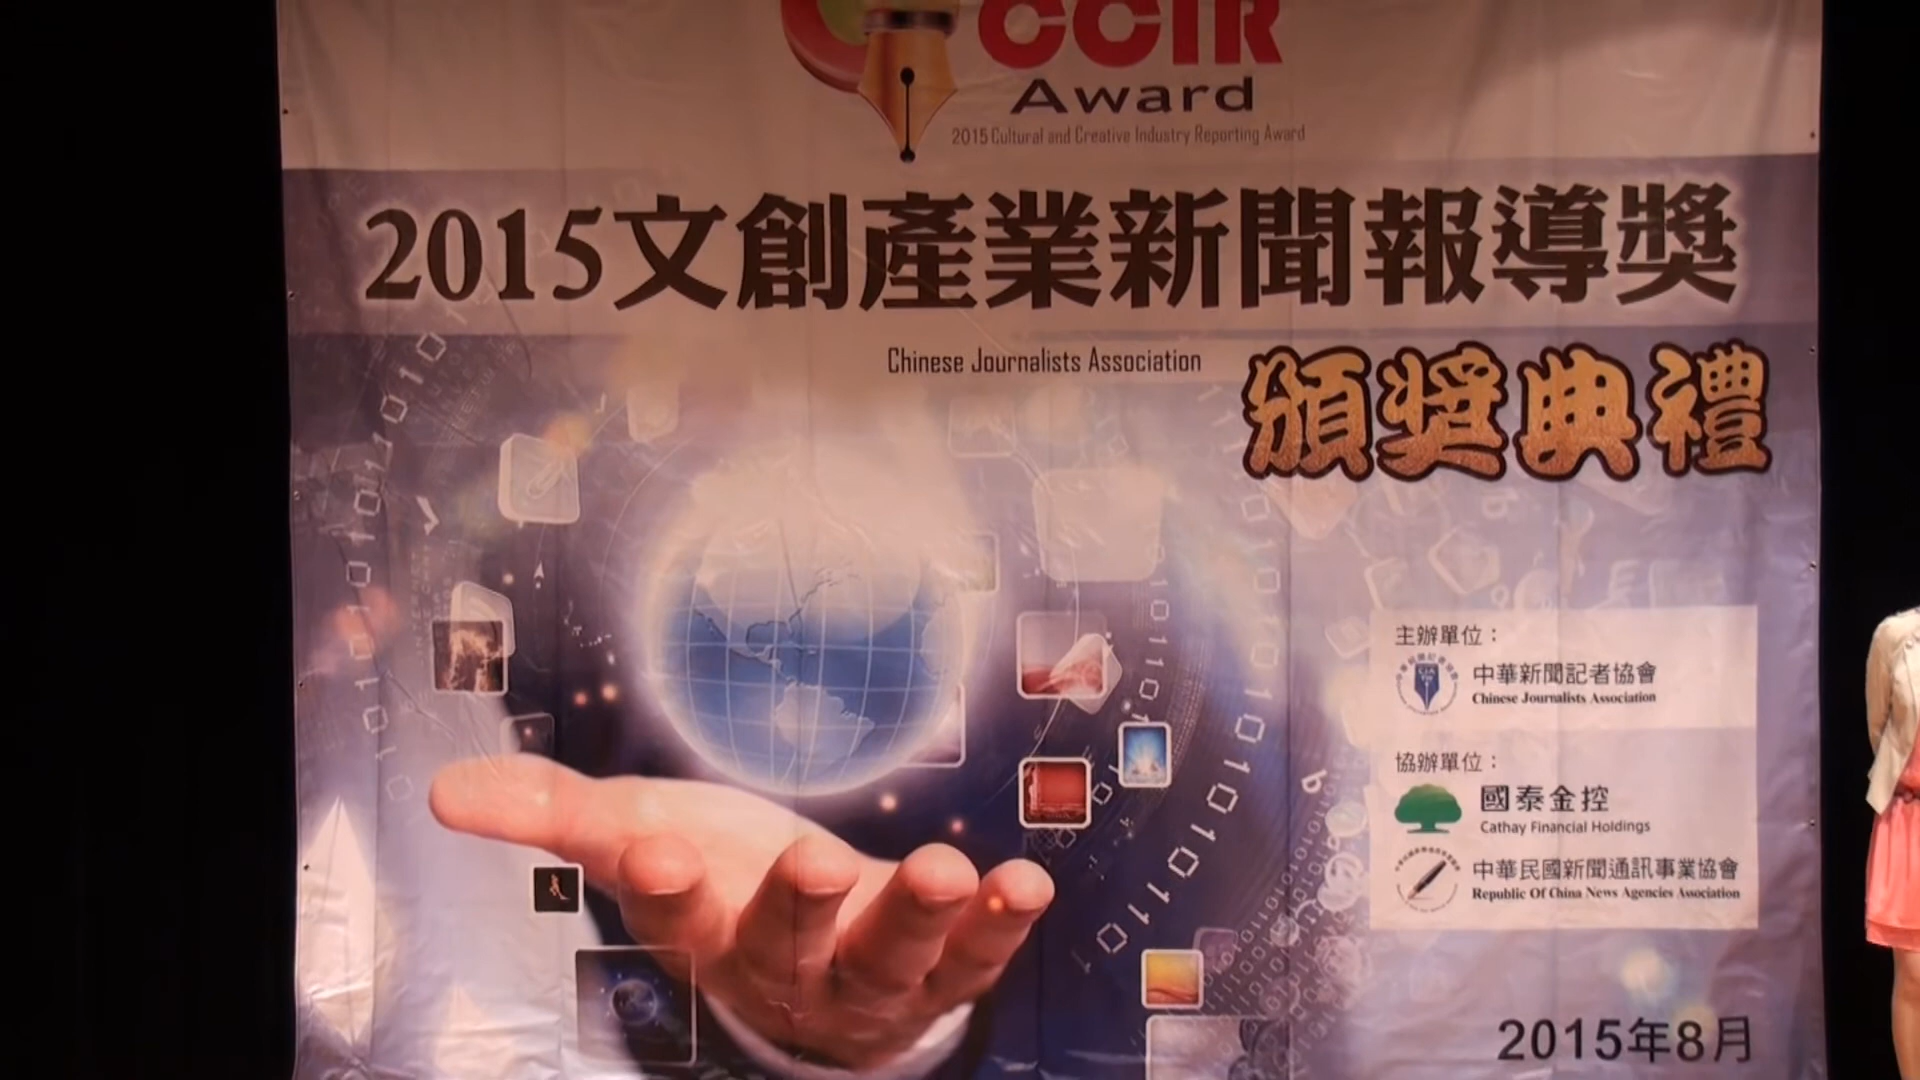 CCIR
Award
2015 Cultural and Creative Industry Reporting Award
2015文創產業新聞報導獎
Chinese Journalists Association
頒獎典禮
主辦單位：
中華新聞記者協會
Chinese Journalists Association
協辦單位：
國泰金控
Cathay Financial Holdings
中華民國新聞通訊事業協會
Republic Of China News Agencies Association
2015年8月